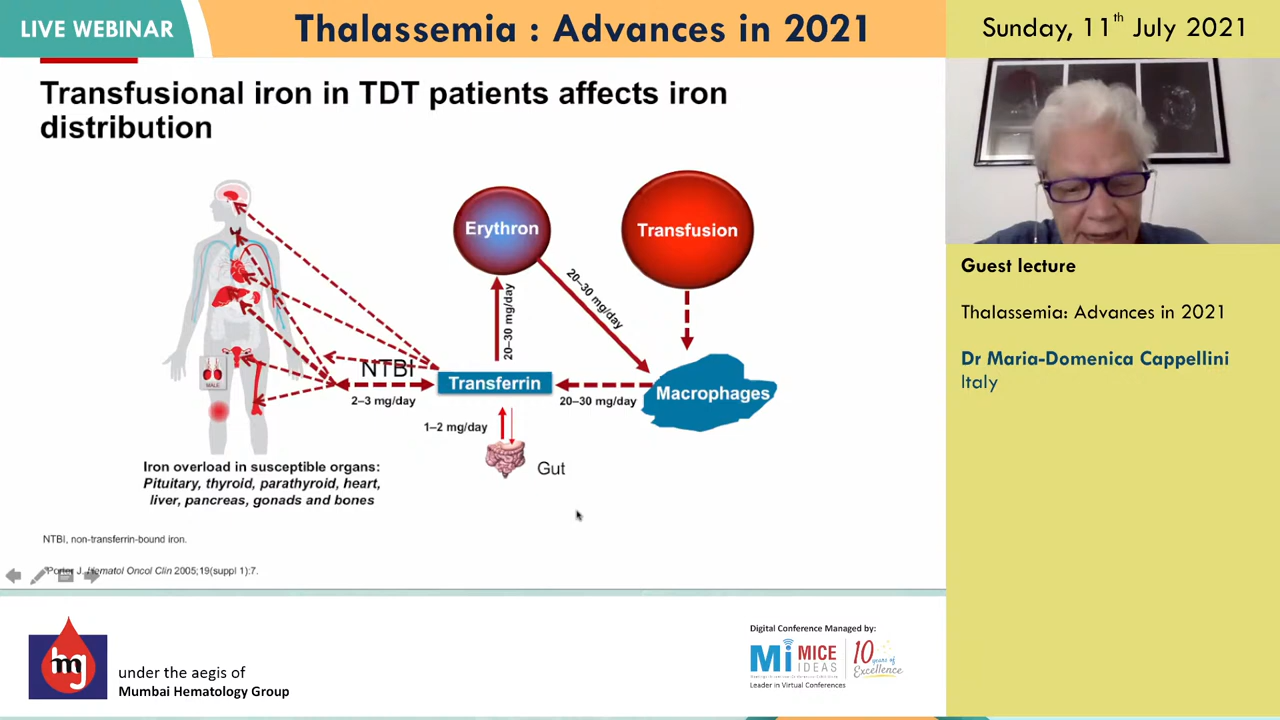 LIVE WEBINAR
Thalassemia : Advances in 2021
Sunday, 11th July 2021
Transfusional iron in TDT patients affects iron
distribution
Erythron
Transfusion
20–30 mg/day
20–30 mg/day
NTBI
Transferrin
Macrophages
2–3 mg/day
20–30 mg/day
1–2 mg/day
Gut
MALE
Iron overload in susceptible organs:
Pituitary, thyroid, parathyroid, heart,
liver, pancreas, gonads and bones
NTBI, non-transferrin-bound iron.
Porter J. Hematol Oncol Clin 2005;19(suppl 1):7.
Guest lecture
Thalassemia: Advances in 2021
Dr Maria-Domenica Cappellini
Italy
hg
under the aegis of
Mumbai Hematology Group
Digital Conference Managed by:
Mi MICE
IDEAS
10 years of
Excellence
Leader in Virtual Conferences